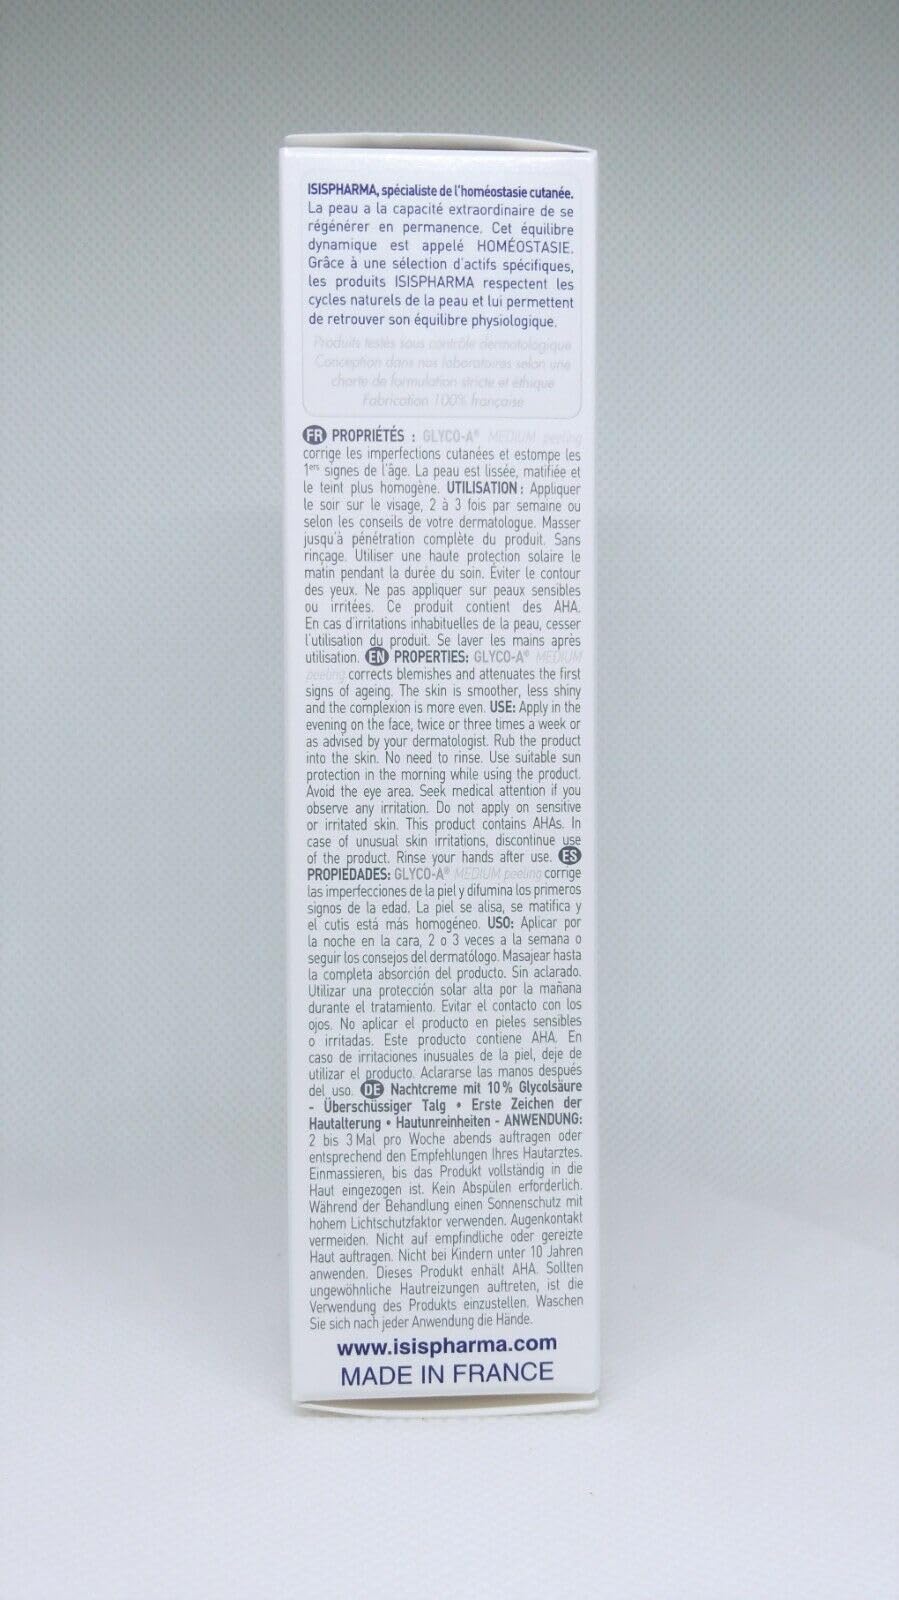 ISISPHARMA, spécialiste de l'homéostasie cutanée.
La peau a la capacité extraordinaire de se
régénérer en permanence. Cet équilibre
dynamique est appelé HOMÉOSTASIE.
Grâce à une sélection d'actifs spécifiques,
les produits ISISPHARMA respectent les
cycles naturels de la peau et lui permettent
de retrouver son équilibre physiologique.
Produits testés sous contrôle dermatologique
Conception dans nos laboratoires selon une
charte de formulation stricte et éthique
Fabrication 100% française
FR PROPRIÉTÉS : GLYCO-A® MEDIUM peeling
corrige les imperfections cutanées et estompe les
1ers signes de l'âge. La peau est lissée, matifiée et
le teint plus homogène. UTILISATION : Appliquer
le soir sur le visage, 2 à 3 fois par semaine ou
selon les conseils de votre dermatologue. Masser
jusqu'à pénétration complète du produit. Sans
rinçage. Utiliser une haute protection solaire le
matin pendant la durée du soin. Éviter le contour
des yeux. Ne pas appliquer sur peaux sensibles
ou irritées. Ce produit contient des AHA.
En cas d'irritations inhabituelles de la peau, cesser
l'utilisation du produit. Se laver les mains après
utilisation. EN PROPERTIES: GLYCO-A® MEDIUM
peeling corrects blemishes and attenuates the first
signs of ageing. The skin is smoother, less shiny
and the complexion is more even. USE: Apply in the
evening on the face, twice or three times a week or
as advised by your dermatologist. Rub the product
into the skin. No need to rinse. Use suitable sun
protection in the morning while using the product.
Avoid the eye area. Seek medical attention if you
observe any irritation. Do not apply on sensitive
or irritated skin. This product contains AHAs. In
case of unusual skin irritations, discontinue use
of the product. Rinse your hands after use. ES
PROPIEDADES: GLYCO-A® MEDIUM peeling corrige
las imperfecciones de la piel y difumina los primeros
signos de la edad. La piel se alisa, se matifica y
el cutis está más homogéneo. USO: Aplicar por
la noche en la cara, 2 o 3 veces a la semana o
seguir los consejos del dermatólogo. Masajear hasta
la completa absorción del producto. Sin aclarado.
Utilizar una protección solar alta por la mañana
durante el tratamiento. Evitar el contacto con los
ojos. No aplicar el producto en pieles sensibles
o irritadas. Este producto contiene AHA. En
caso de irritaciones inusuales de la piel, deje de
utilizar el producto. Aclararse las manos después
del uso. DE Nachtcreme mit 10% Glycolsäure
- Überschüssiger Talg • Erste Zeichen der
Hautalterung • Hautunreinheiten - ANWENDUNG:
2 bis 3 Mal pro Woche abends auftragen oder
entsprechend den Empfehlungen Ihres Hautarztes.
Einmassieren, bis das Produkt vollständig in die
Haut eingezogen ist. Kein Abspülen erforderlich.
Während der Behandlung einen Sonnenschutz mit
hohem Lichtschutzfaktor verwenden. Augenkontakt
vermeiden. Nicht auf empfindliche oder gereizte
Haut auftragen. Nicht bei Kindern unter 10 Jahren
anwenden. Dieses Produkt enhält AHA. Sollten
ungewöhnliche Hautreizungen auftreten, ist die
Verwendung des Produkts einzustellen. Waschen
Sie sich nach jeder Anwendung die Hände.
www.isispharma.com
MADE IN FRANCE